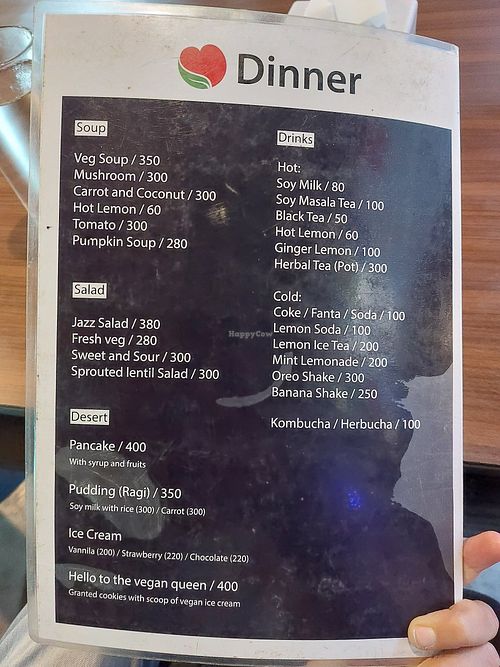 Dinner
Soup
Veg Soup / 350
Mushroom / 300
Carrot and Coconut / 300
Hot Lemon / 60
Tomato / 300
Pumpkin Soup / 280
Salad
Jazz Salad / 380
Fresh veg / 280
Sweet and Sour / 300
Sprouted lentil Salad / 300
Desert
Pancake / 400
With syrup and fruits
Pudding (Ragi) / 350
Soy milk with rice (300) / Carrot (300)
Ice Cream
Vannila (200) / Strawberry (220) / Chocolate (220)
Hello to the vegan queen / 400
Granted cookies with scoop of vegan ice cream
Drinks
Hot:
Soy Milk / 80
Soy Masala Tea / 100
Black Tea / 50
Hot Lemon / 60
Ginger Lemon / 100
Herbal Tea (Pot) / 300
Cold:
Coke / Fanta / Soda / 100
Lemon Soda / 100
Lemon Ice Tea / 200
Mint Lemonade / 200
Oreo Shake / 300
Banana Shake / 250
Kombucha / Herbucha / 100
HappyCow